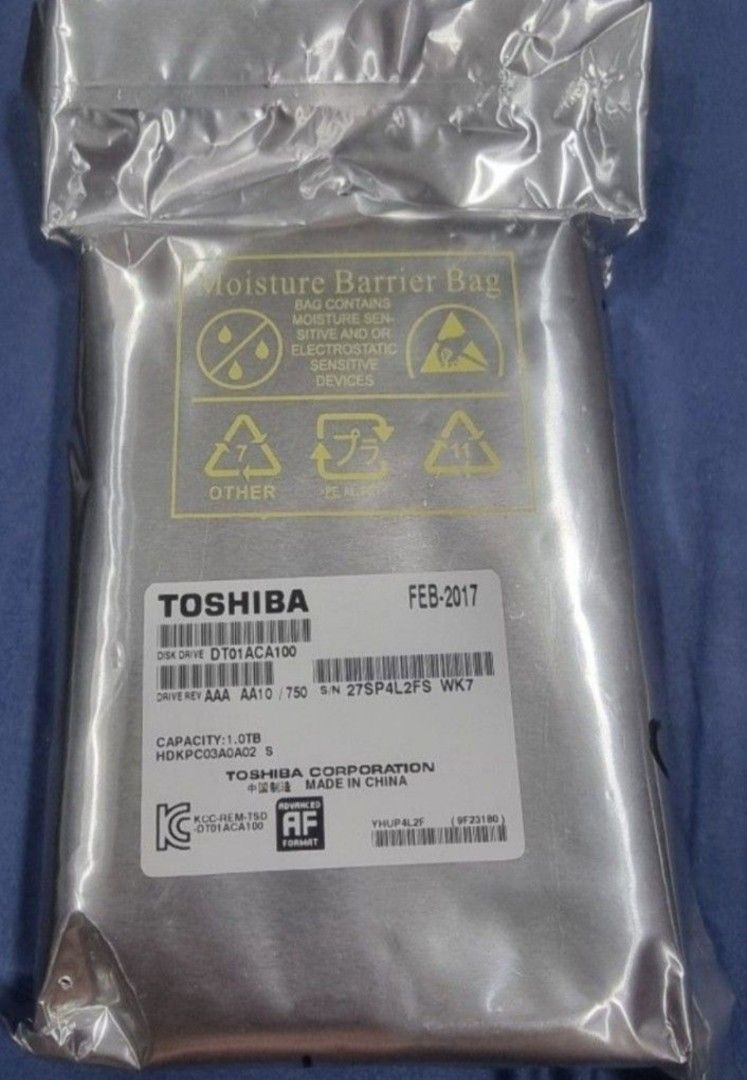 Moisture Barrier Bag
BAG CONTAINS
MOISTURE SEN-
SITIVE AND OR
ELECTROSTATIC
SENSITIVE
DEVICES
7
プラ
11
OTHER
TOSHIBA
FEB-2017
DISK DRIVE DT01ACA100
DRIVE REV AAA AA10 / 750
S/N 27SP4L2FS WK7
CAPACITY:1.0TB
HDKPC03A0A02 S
TOSHIBA CORPORATION
中国制造 MADE IN CHINA
KC
KCC-REM-TSD
-DT01ACA100
ADVANCED
AF
FORMAT
YHUP4L2F (9F23180)